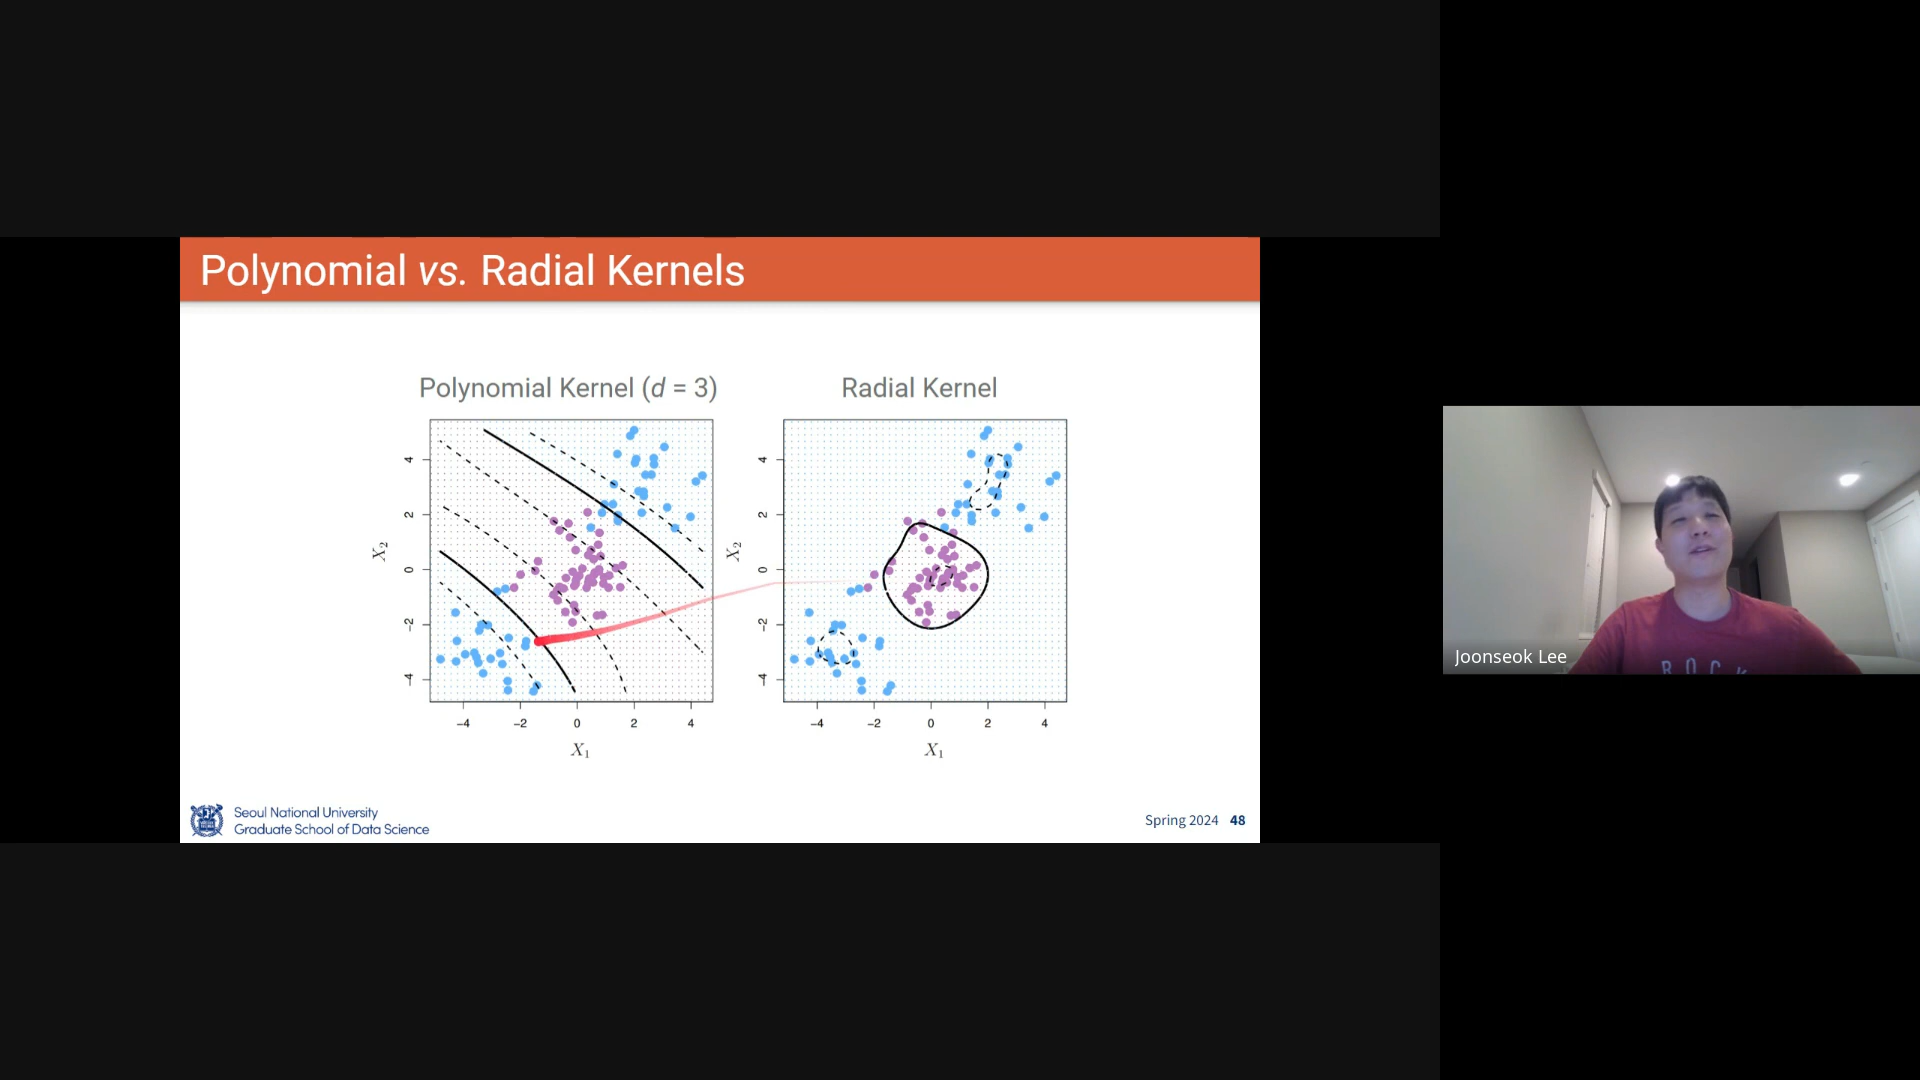 Polynomial vs. Radial Kernels
Polynomial Kernel (d = 3)
Radial Kernel
4
2
0
−2
−4
X₂
−4 −2 0 2 4
X₁
4
2
0
−2
−4
X₂
−4 −2 0 2 4
X₁
Seoul National University
Graduate School of Data Science
Spring 2024 48
Joonseok Lee
ROCK